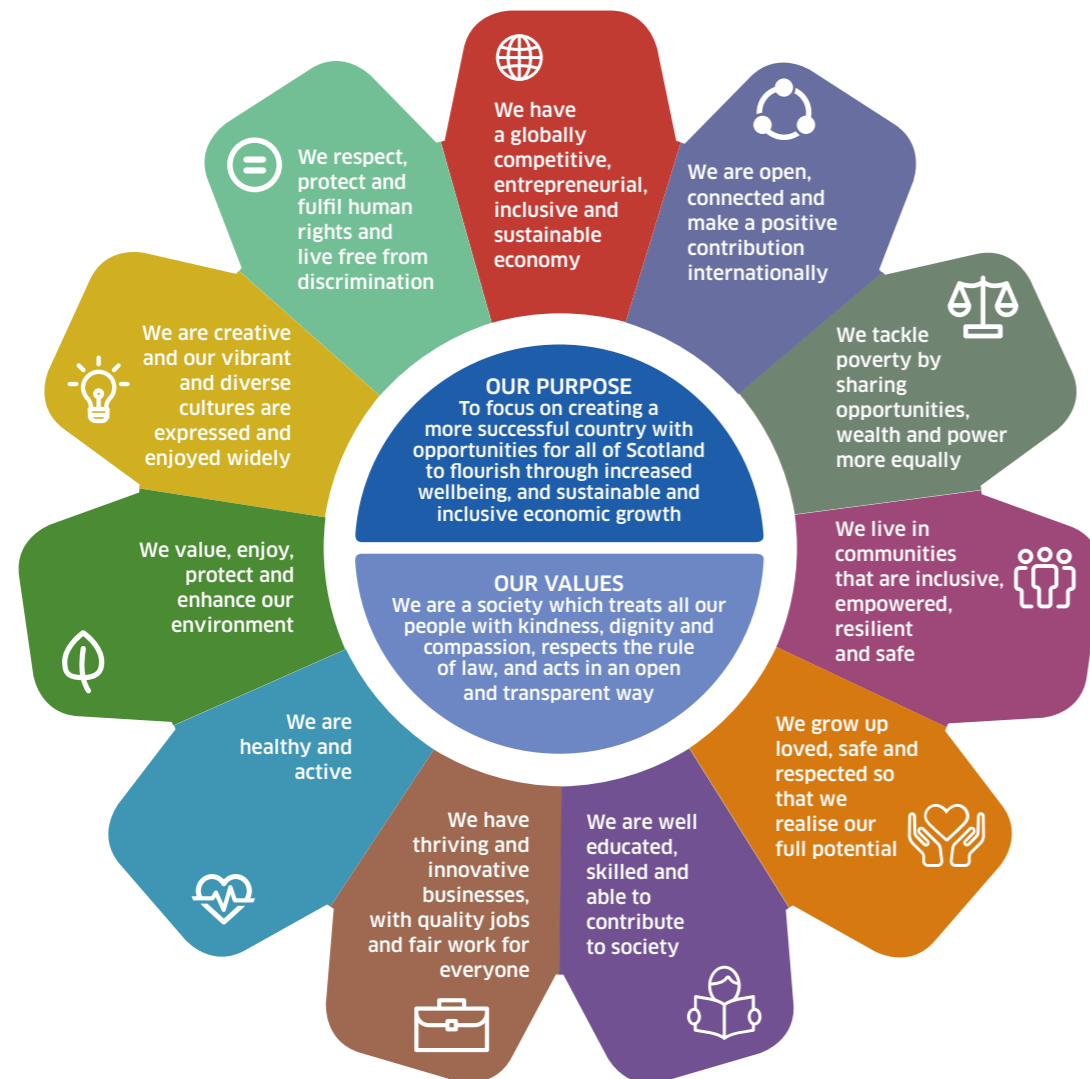 We have
a globally
competitive,
entrepreneurial,
inclusive and
sustainable
economy
We are open,
connected and
make a positive
contribution
internationally
We tackle
poverty by
sharing
opportunities,
wealth and power
more equally
We live in
communities
that are inclusive,
empowered,
resilient
and safe
We grow up
loved, safe and
respected so
that we
realise our
full potential
We are well
educated,
skilled and
able to
contribute
to society
We have
thriving and
innovative
businesses,
with quality jobs
and fair work for
everyone
We are
healthy and
active
We value, enjoy,
protect and
enhance our
environment
We are creative
and our vibrant
and diverse
cultures are
expressed and
enjoyed widely
We respect,
protect and
fulfil human
rights and
live free from
discrimination
OUR PURPOSE
To focus on creating a
more successful country with
opportunities for all of Scotland
to flourish through increased
wellbeing, and sustainable and
inclusive economic growth
OUR VALUES
We are a society which treats all our
people with kindness, dignity and
compassion, respects the rule
of law, and acts in an open
and transparent way